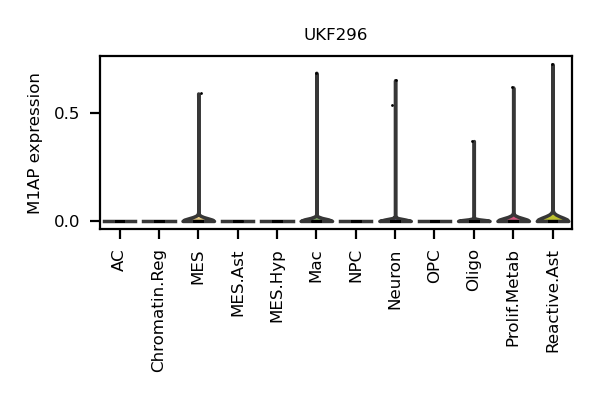 UKF296
M1AP expression
0.5
0.0
AC
Chromatin.Reg
MES
MES.Ast
MES.Hyp
Mac
NPC
Neuron
OPC
Oligo
Prolif.Metab
Reactive.Ast